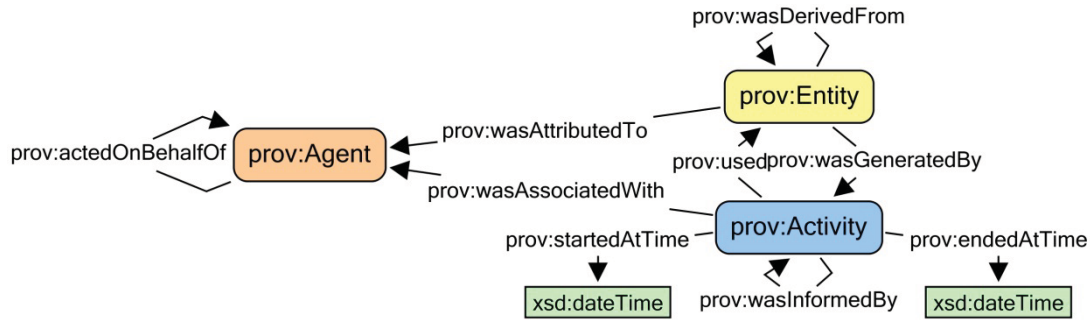 prov:wasDerivedFrom
prov:Entity
prov:wasAttributedTo
prov:actedOnBehalfOf
prov:Agent
prov:used
prov:wasGeneratedBy
prov:wasAssociatedWith
prov:Activity
prov:startedAtTime
prov:endedAtTime
xsd:dateTime
prov:wasInformedBy
xsd:dateTime